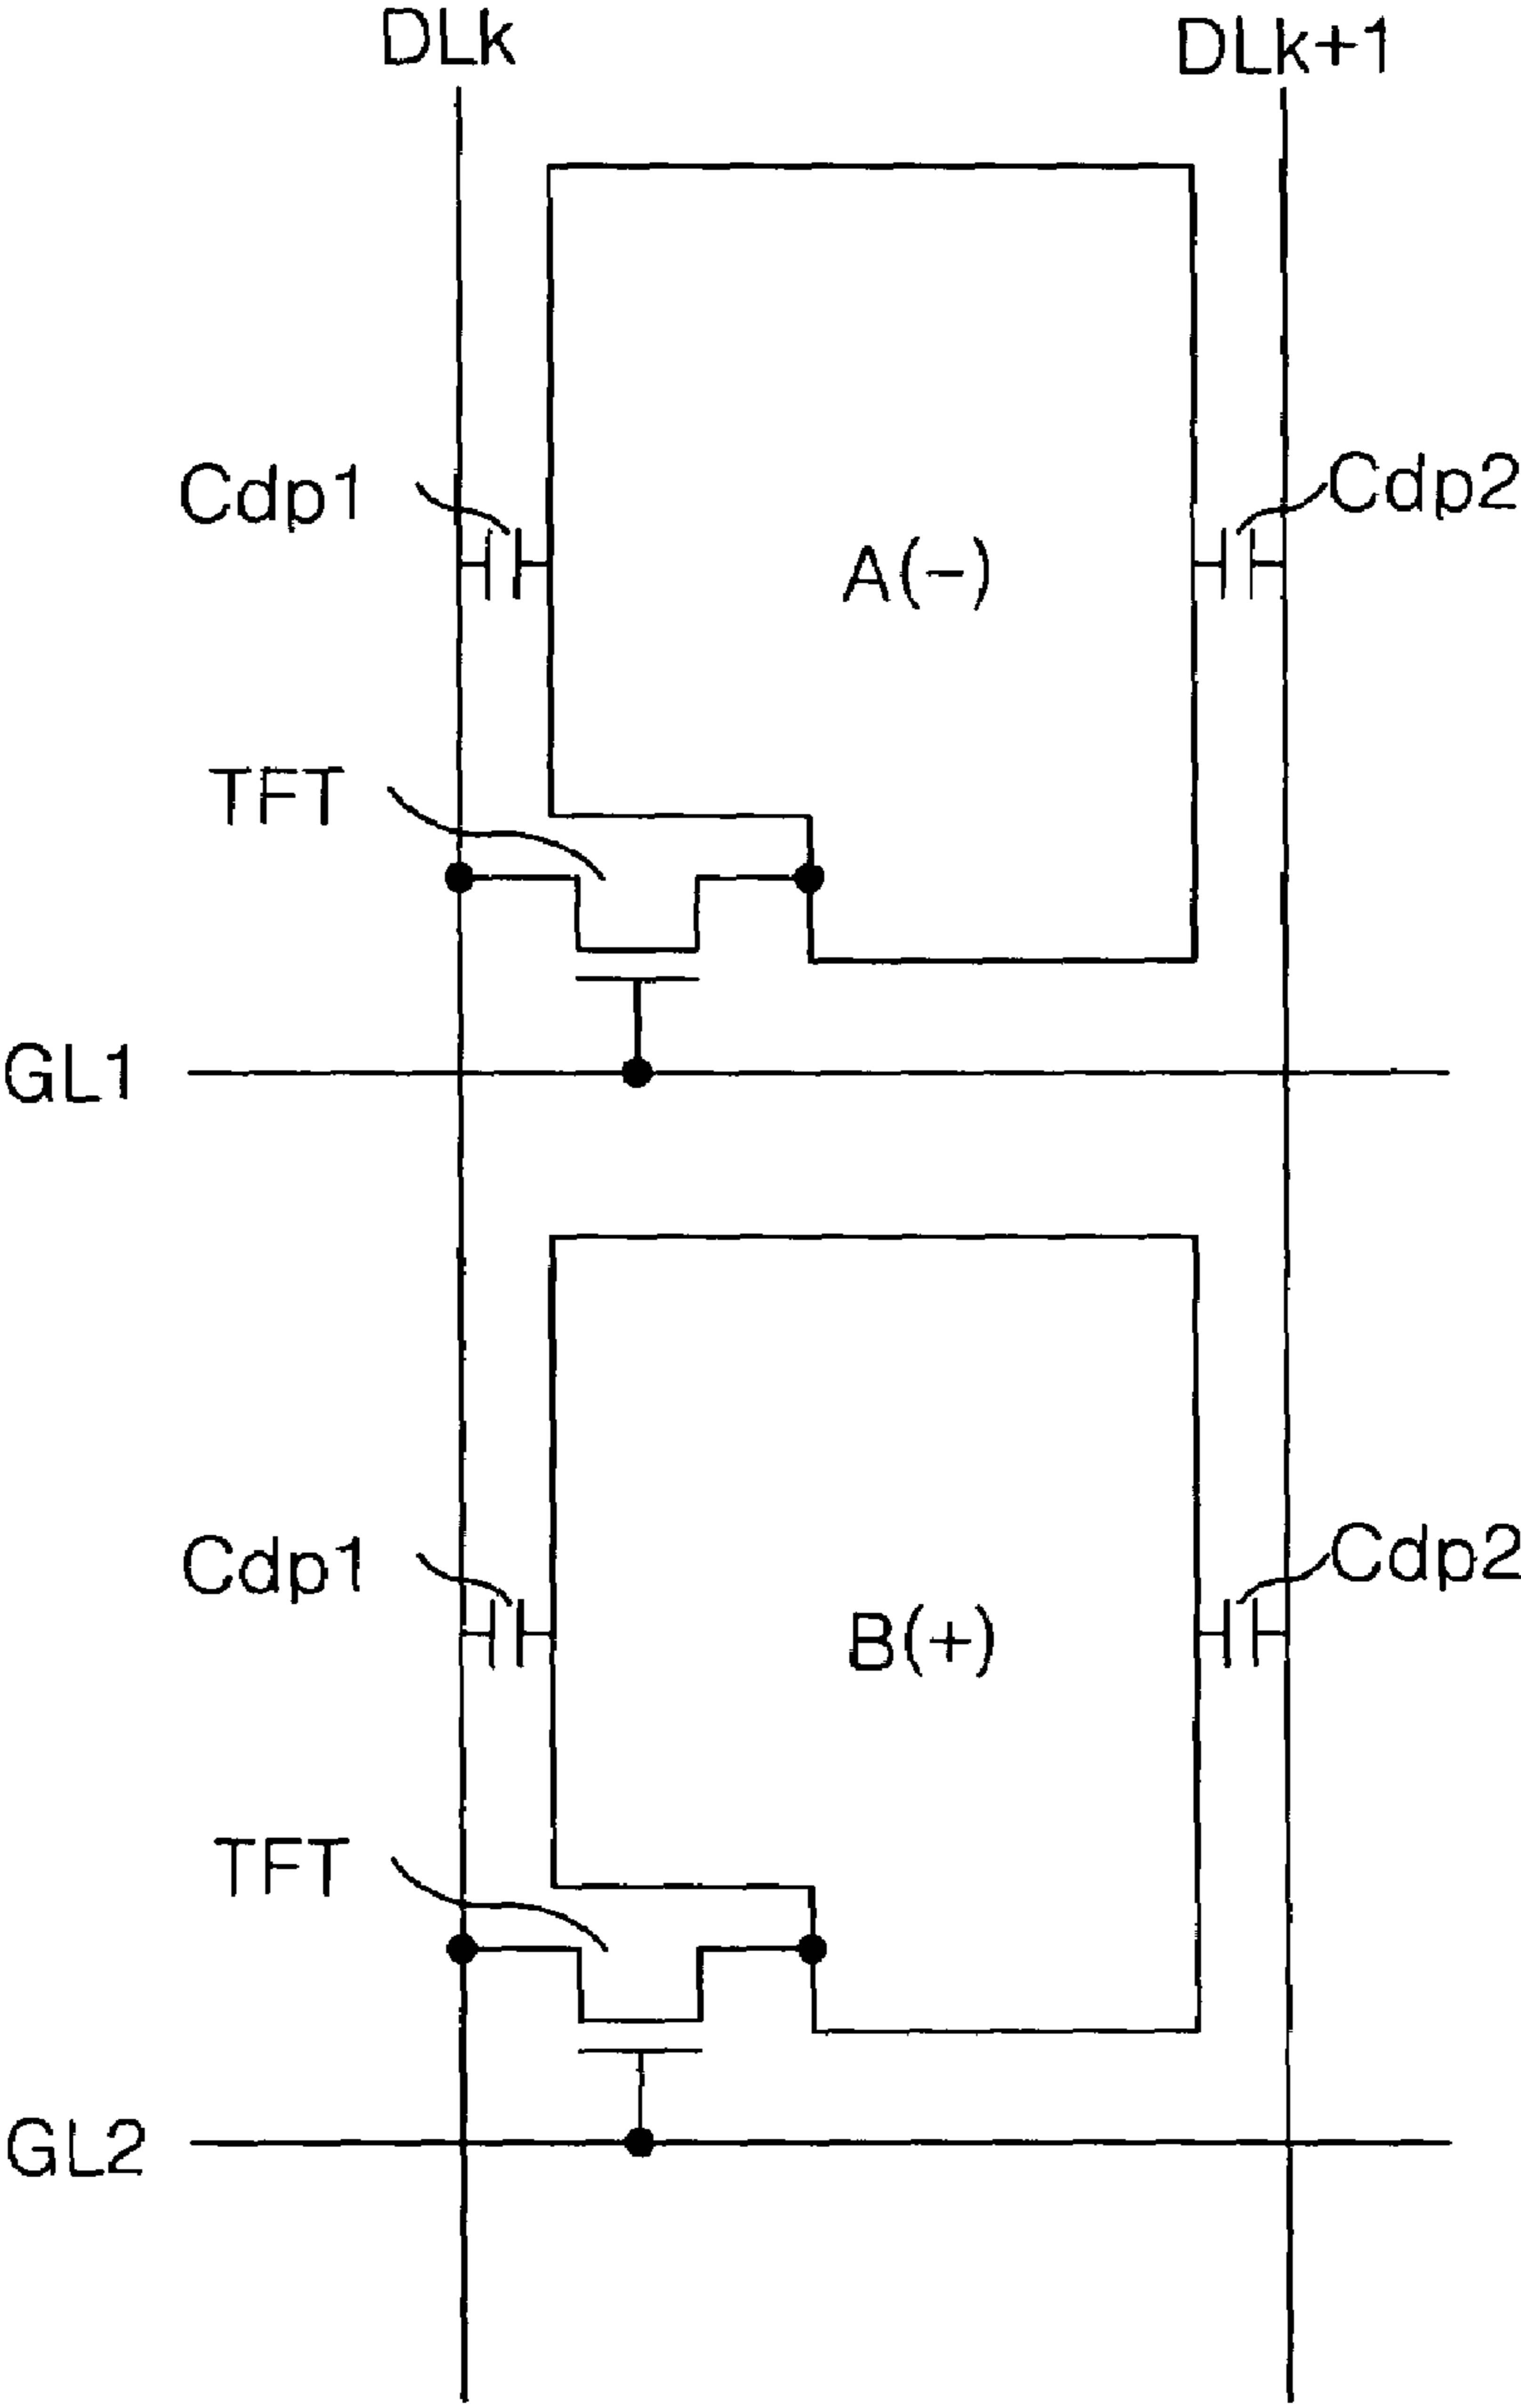 DLk
DLk+1
Cdp1
Cdp2
A(-)
TFT
GL1
Cdp1
Cdp2
B(+)
TFT
GL2